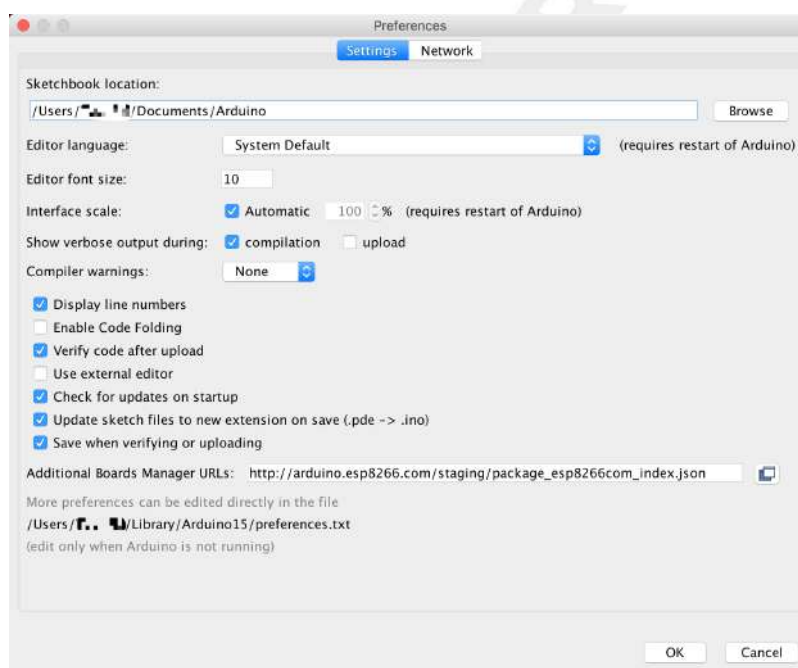 Preferences
Settings Network
Sketchbook location:
/Users/ /Documents/Arduino Browse
Editor language: System Default (requires restart of Arduino)
Editor font size: 10
Interface scale: Automatic 100 % (requires restart of Arduino)
Show verbose output during: compilation upload
Compiler warnings: None
Display line numbers
Enable Code Folding
Verify code after upload
Use external editor
Check for updates on startup
Update sketch files to new extension on save (.pde -> .ino)
Save when verifying or uploading
Additional Boards Manager URLs: http://arduino.esp8266.com/staging/package_esp8266com_index.json
More preferences can be edited directly in the file
/Users/ /Library/Arduino15/preferences.txt
(edit only when Arduino is not running)
OK Cancel